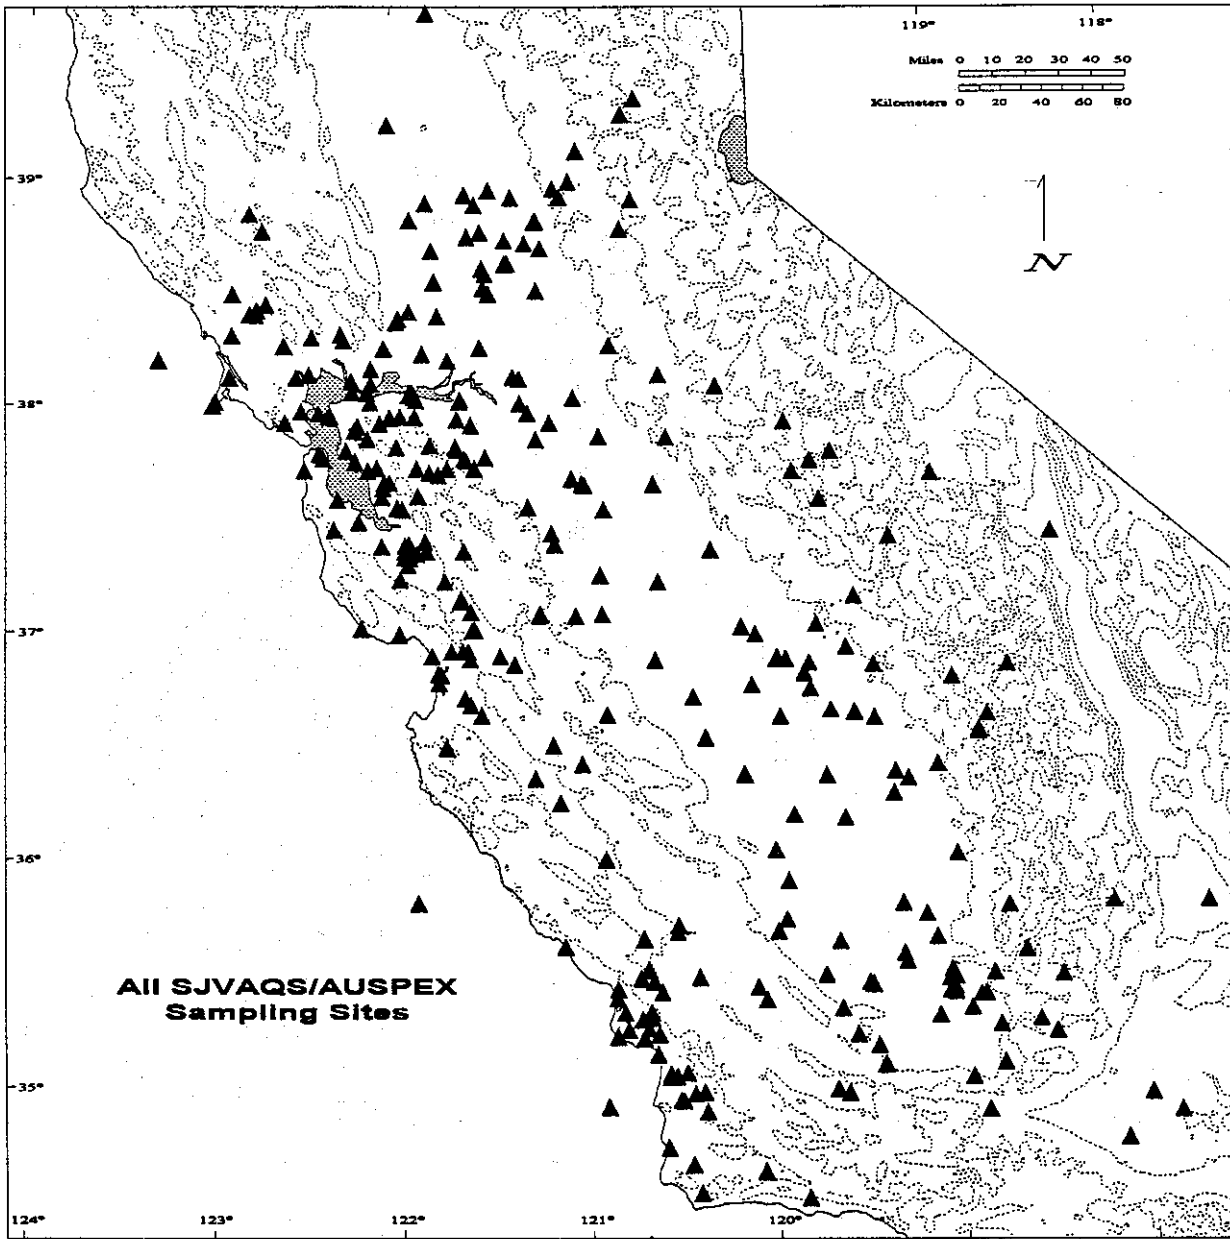 119° 118°
Miles 0 10 20 30 40 50
Kilometers 0 20 40 60 80
39°
N
38°
37°
36°
All SJVAQS/AUSPEX
Sampling Sites
35°
124° 123° 122° 121° 120°